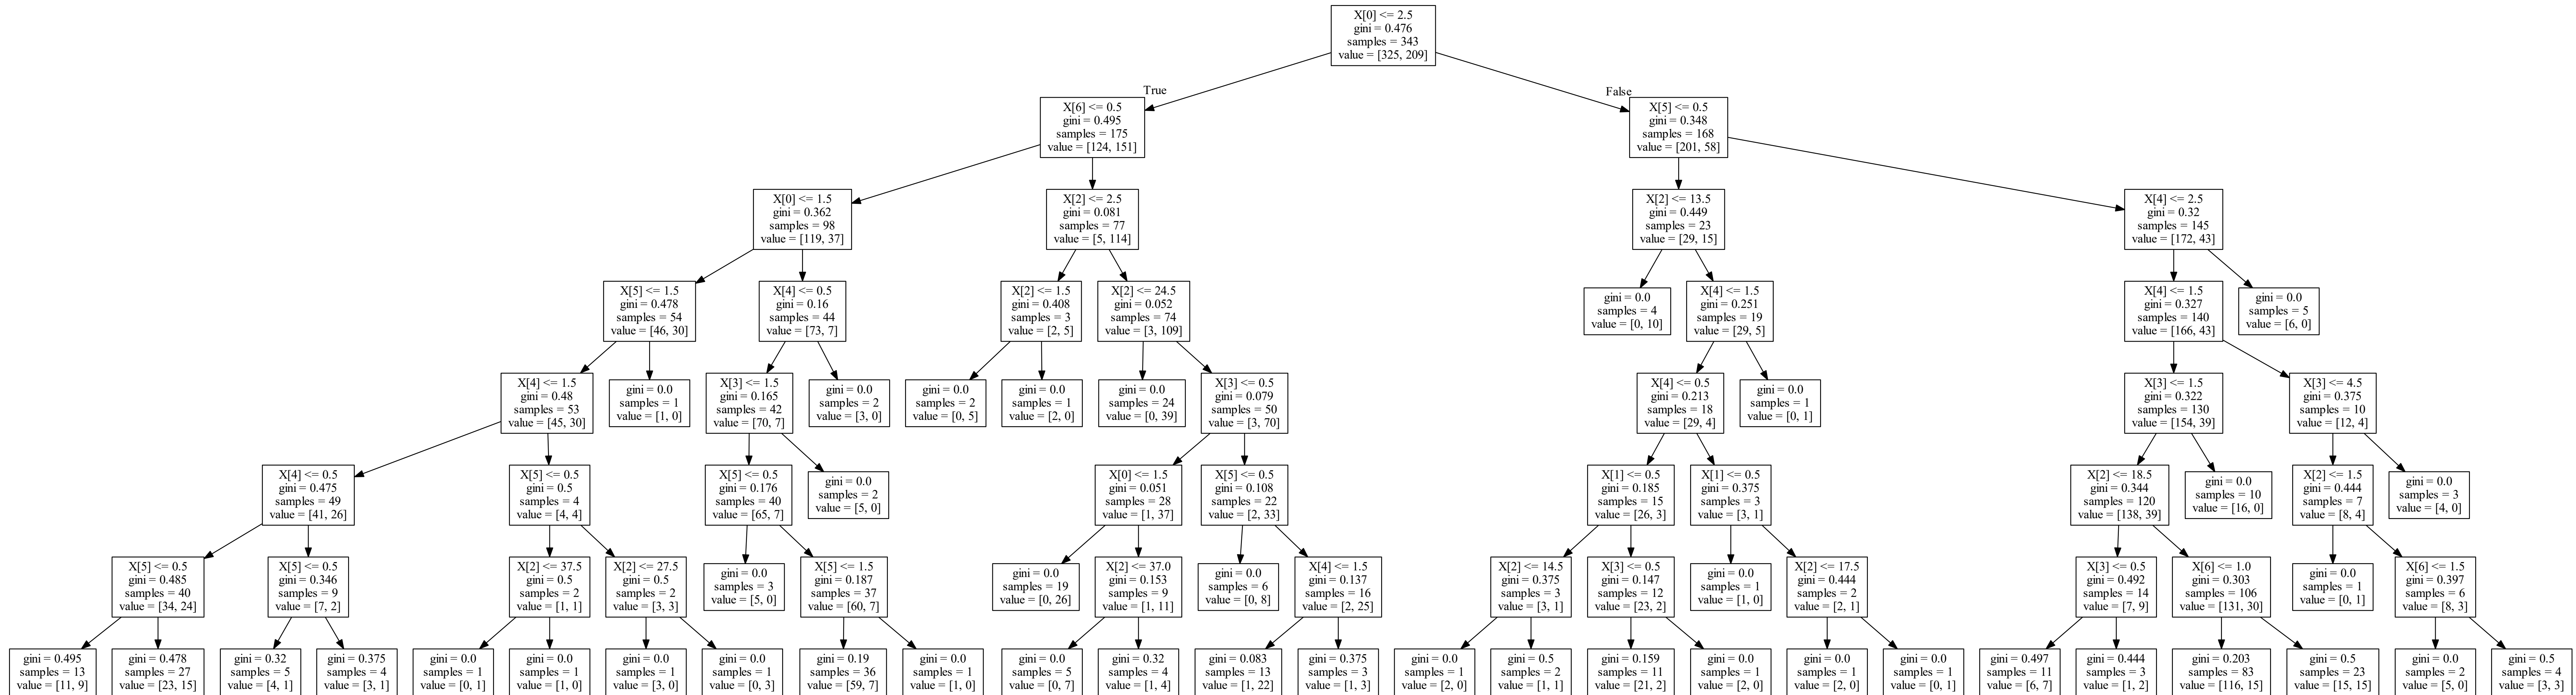 X[0] <= 2.5
gini = 0.476
samples = 343
value = [325, 209]
True
False
X[6] <= 0.5
gini = 0.495
samples = 175
value = [124, 151]
X[5] <= 0.5
gini = 0.348
samples = 168
value = [201, 58]
X[0] <= 1.5
gini = 0.362
samples = 98
value = [119, 37]
X[2] <= 2.5
gini = 0.081
samples = 77
value = [5, 114]
X[2] <= 13.5
gini = 0.449
samples = 23
value = [29, 15]
X[4] <= 2.5
gini = 0.32
samples = 145
value = [172, 43]
X[5] <= 1.5
gini = 0.478
samples = 54
value = [46, 30]
X[4] <= 0.5
gini = 0.16
samples = 44
value = [73, 7]
X[2] <= 1.5
gini = 0.408
samples = 3
value = [2, 5]
X[2] <= 24.5
gini = 0.052
samples = 74
value = [3, 109]
gini = 0.0
samples = 4
value = [0, 10]
X[4] <= 1.5
gini = 0.251
samples = 19
value = [29, 5]
X[4] <= 1.5
gini = 0.327
samples = 140
value = [166, 43]
gini = 0.0
samples = 5
value = [6, 0]
X[4] <= 1.5
gini = 0.48
samples = 53
value = [45, 30]
gini = 0.0
samples = 1
value = [1, 0]
X[3] <= 1.5
gini = 0.165
samples = 42
value = [70, 7]
gini = 0.0
samples = 2
value = [3, 0]
gini = 0.0
samples = 2
value = [0, 5]
gini = 0.0
samples = 1
value = [2, 0]
gini = 0.0
samples = 24
value = [0, 39]
X[3] <= 0.5
gini = 0.079
samples = 50
value = [3, 70]
X[4] <= 0.5
gini = 0.213
samples = 18
value = [29, 4]
gini = 0.0
samples = 1
value = [0, 1]
X[3] <= 1.5
gini = 0.322
samples = 130
value = [154, 39]
X[3] <= 4.5
gini = 0.375
samples = 10
value = [12, 4]
X[4] <= 0.5
gini = 0.475
samples = 49
value = [41, 26]
X[5] <= 0.5
gini = 0.5
samples = 4
value = [4, 4]
X[5] <= 0.5
gini = 0.176
samples = 40
value = [65, 7]
gini = 0.0
samples = 2
value = [5, 0]
X[0] <= 1.5
gini = 0.051
samples = 28
value = [1, 37]
X[5] <= 0.5
gini = 0.108
samples = 22
value = [2, 33]
X[1] <= 0.5
gini = 0.185
samples = 15
value = [26, 3]
X[1] <= 0.5
gini = 0.375
samples = 3
value = [3, 1]
X[2] <= 18.5
gini = 0.344
samples = 120
value = [138, 39]
gini = 0.0
samples = 10
value = [16, 0]
X[2] <= 1.5
gini = 0.444
samples = 7
value = [8, 4]
gini = 0.0
samples = 3
value = [4, 0]
X[5] <= 0.5
gini = 0.485
samples = 40
value = [34, 24]
X[5] <= 0.5
gini = 0.346
samples = 9
value = [7, 2]
X[2] <= 37.5
gini = 0.5
samples = 2
value = [1, 1]
X[2] <= 27.5
gini = 0.5
samples = 2
value = [3, 3]
gini = 0.0
samples = 3
value = [5, 0]
X[5] <= 1.5
gini = 0.187
samples = 37
value = [60, 7]
gini = 0.0
samples = 19
value = [0, 26]
X[2] <= 37.0
gini = 0.153
samples = 9
value = [1, 11]
gini = 0.0
samples = 6
value = [0, 8]
X[4] <= 1.5
gini = 0.137
samples = 16
value = [2, 25]
X[2] <= 14.5
gini = 0.375
samples = 3
value = [3, 1]
X[3] <= 0.5
gini = 0.147
samples = 12
value = [23, 2]
gini = 0.0
samples = 1
value = [1, 0]
X[2] <= 17.5
gini = 0.444
samples = 2
value = [2, 1]
X[3] <= 0.5
gini = 0.492
samples = 14
value = [7, 9]
X[6] <= 1.0
gini = 0.303
samples = 106
value = [131, 30]
gini = 0.0
samples = 1
value = [0, 1]
X[6] <= 1.5
gini = 0.397
samples = 6
value = [8, 3]
gini = 0.495
samples = 13
value = [11, 9]
gini = 0.478
samples = 27
value = [23, 15]
gini = 0.32
samples = 5
value = [4, 1]
gini = 0.375
samples = 4
value = [3, 1]
gini = 0.0
samples = 1
value = [0, 1]
gini = 0.0
samples = 1
value = [1, 0]
gini = 0.0
samples = 1
value = [3, 0]
gini = 0.0
samples = 1
value = [0, 3]
gini = 0.19
samples = 36
value = [59, 7]
gini = 0.0
samples = 1
value = [1, 0]
gini = 0.0
samples = 5
value = [0, 7]
gini = 0.32
samples = 4
value = [1, 4]
gini = 0.083
samples = 13
value = [1, 22]
gini = 0.375
samples = 3
value = [1, 3]
gini = 0.0
samples = 1
value = [2, 0]
gini = 0.5
samples = 2
value = [1, 1]
gini = 0.159
samples = 11
value = [21, 2]
gini = 0.0
samples = 1
value = [2, 0]
gini = 0.0
samples = 1
value = [2, 0]
gini = 0.0
samples = 1
value = [0, 1]
gini = 0.497
samples = 11
value = [6, 7]
gini = 0.444
samples = 3
value = [1, 2]
gini = 0.203
samples = 83
value = [116, 15]
gini = 0.5
samples = 23
value = [15, 15]
gini = 0.0
samples = 2
value = [5, 0]
gini = 0.5
samples = 4
value = [3, 3]